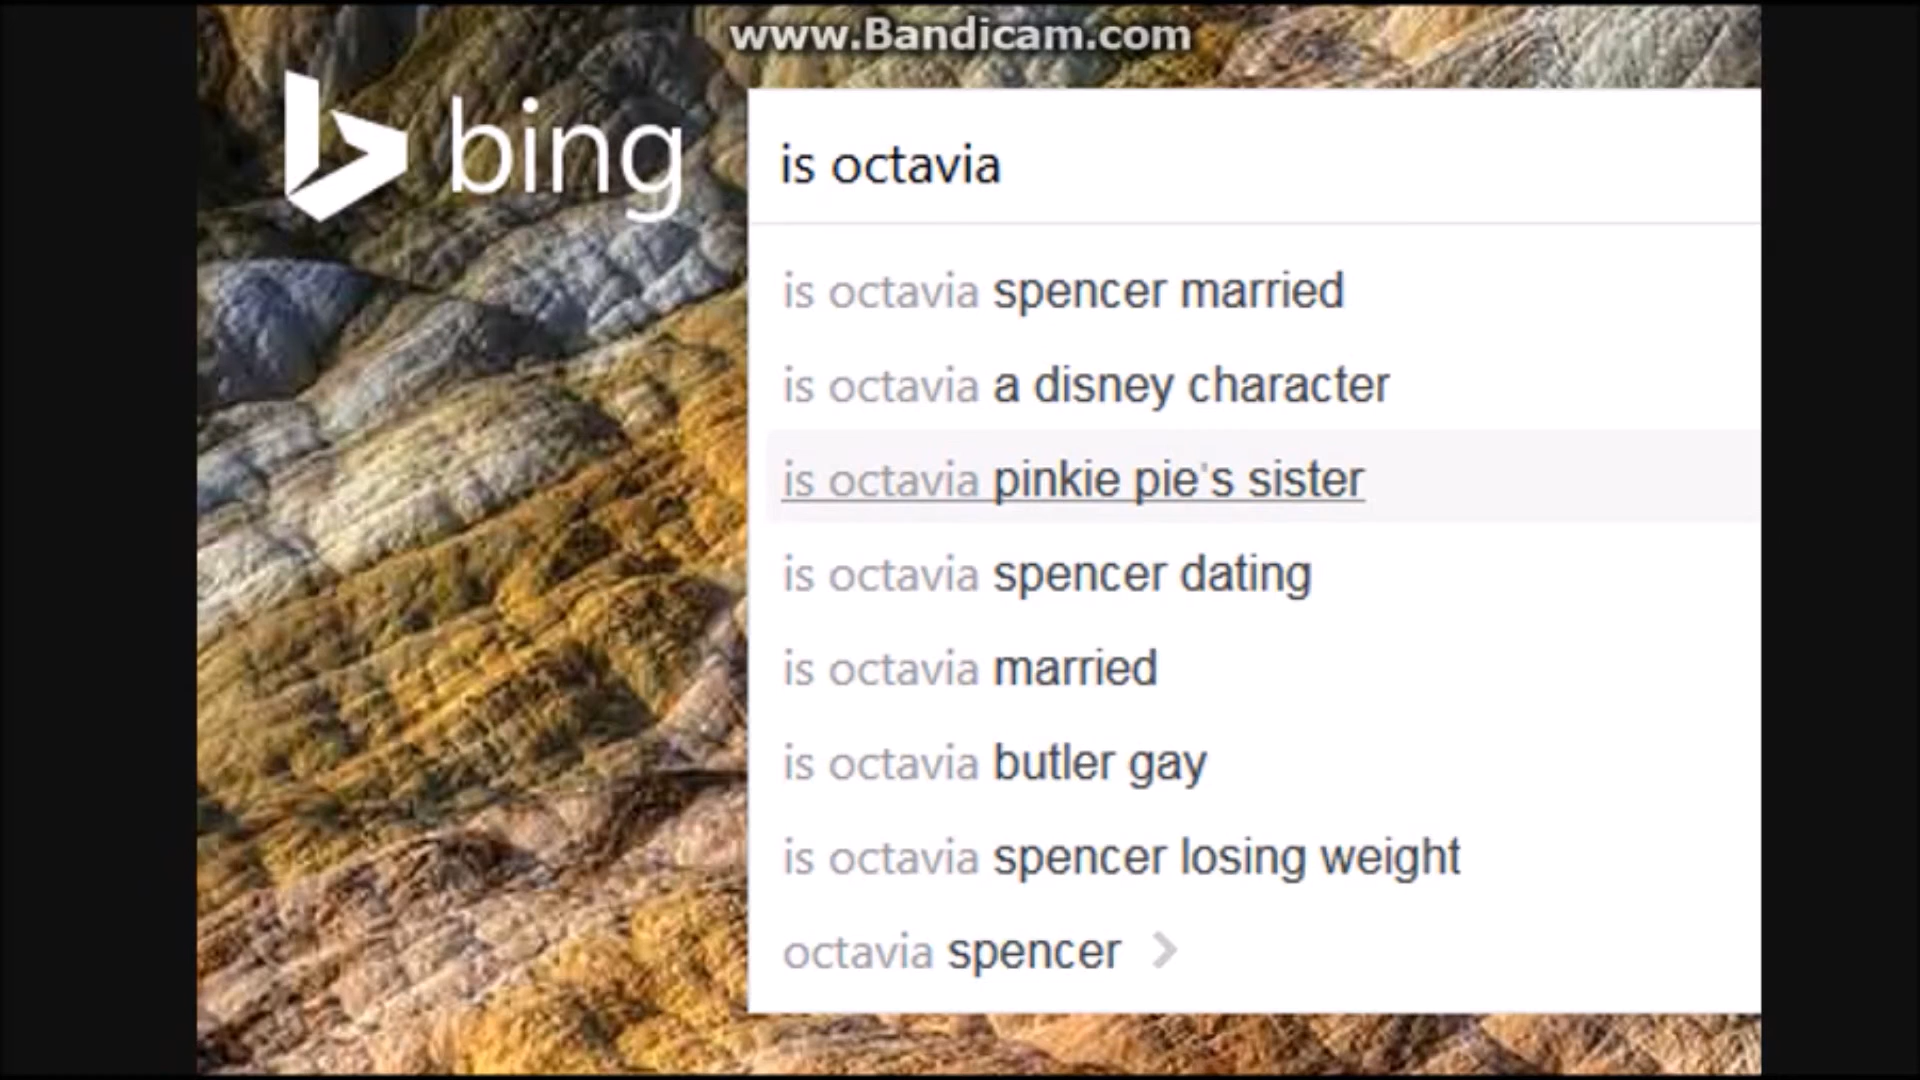 www.Bandicam.com
bing
is octavia
is octavia spencer married
is octavia a disney character
is octavia pinkie pie's sister
is octavia spencer dating
is octavia married
is octavia butler gay
is octavia spencer losing weight
octavia spencer